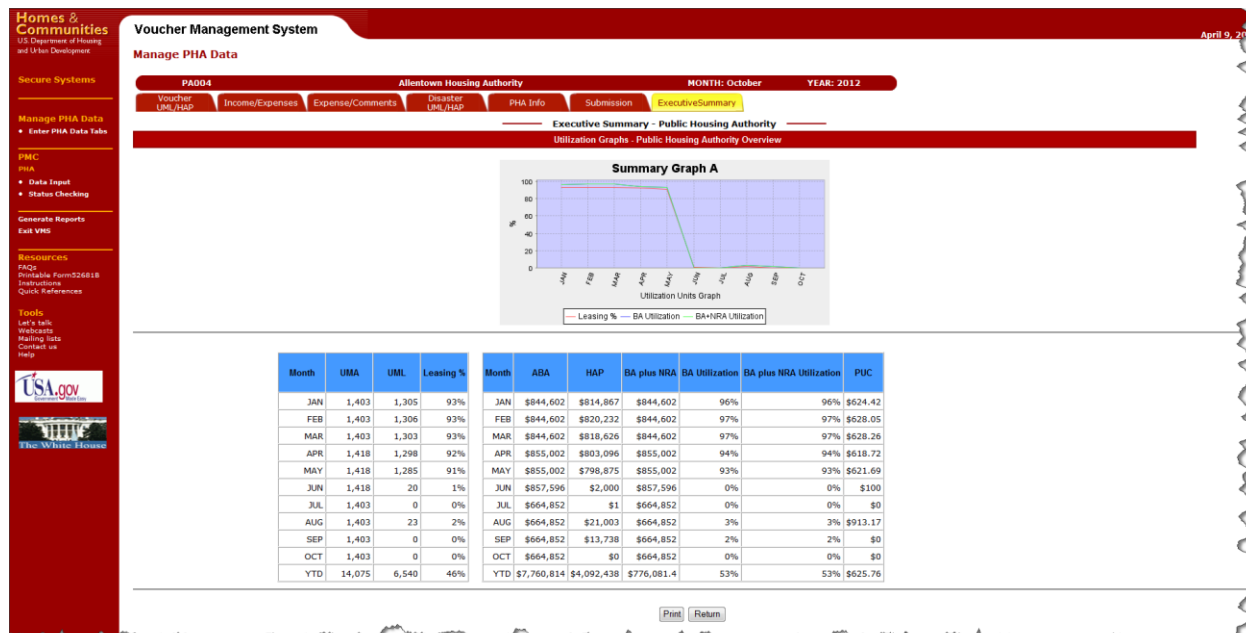 Homes &
Communities
U.S. Department of Housing
and Urban Development
Voucher Management System
April 9, 20
Manage PHA Data
Secure Systems
Manage PHA Data
• Enter PHA Data Tabs
PMC
PHA
• Data Input
• Status Checking
Generate Reports
Exit VMS
Resources
FAQs
Printable Form52681B
Instructions
Quick References
Tools
Let's talk
Webcasts
Mailing lists
Contact us
Help
USA.gov
Government Made Easy
The White House
PA004 Allentown Housing Authority MONTH: October YEAR: 2012
Voucher UML/HAP Income/Expenses Expense/Comments Disaster UML/HAP PHA Info Submission ExecutiveSummary
Executive Summary - Public Housing Authority
Utilization Graphs - Public Housing Authority Overview
Summary Graph A
100
80
60
40
20
0
%
JAN FEB MAR APR MAY JUN JUL AUG SEP OCT
Utilization Units Graph
Leasing % BA Utilization BA+NRA Utilization
Month UMA UML Leasing % Month ABA HAP BA plus NRA BA Utilization BA plus NRA Utilization PUC
JAN 1,403 1,305 93% JAN $844,602 $814,867 $844,602 96% 96% $624.42
FEB 1,403 1,306 93% FEB $844,602 $820,232 $844,602 97% 97% $628.05
MAR 1,403 1,303 93% MAR $844,602 $818,626 $844,602 97% 97% $628.26
APR 1,418 1,298 92% APR $855,002 $803,096 $855,002 94% 94% $618.72
MAY 1,418 1,285 91% MAY $855,002 $798,875 $855,002 93% 93% $621.69
JUN 1,418 20 1% JUN $857,596 $2,000 $857,596 0% 0% $100
JUL 1,403 0 0% JUL $664,852 $1 $664,852 0% 0% $0
AUG 1,403 23 2% AUG $664,852 $21,003 $664,852 3% 3% $913.17
SEP 1,403 0 0% SEP $664,852 $13,738 $664,852 2% 2% $0
OCT 1,403 0 0% OCT $664,852 $0 $664,852 0% 0% $0
YTD 14,075 6,540 46% YTD $7,760,814 $4,092,438 $776,081.4 53% 53% $625.76
Print Return